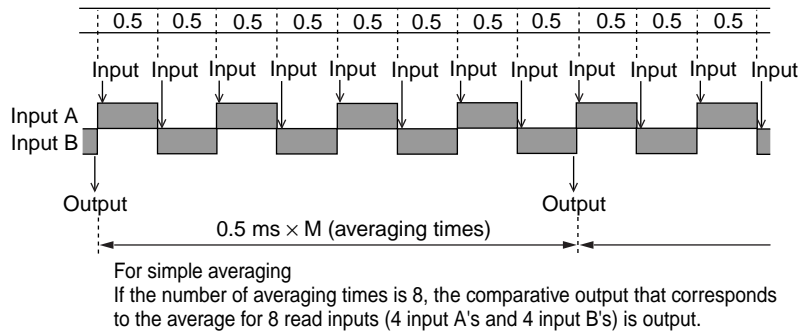 0.5 0.5 0.5 0.5 0.5 0.5 0.5 0.5 0.5 0.5 0.5
Input Input Input Input Input Input Input Input Input Input Input Input
Input A
Input B
Output Output
0.5 ms × M (averaging times)
For simple averaging
If the number of averaging times is 8, the comparative output that corresponds
to the average for 8 read inputs (4 input A's and 4 input B's) is output.